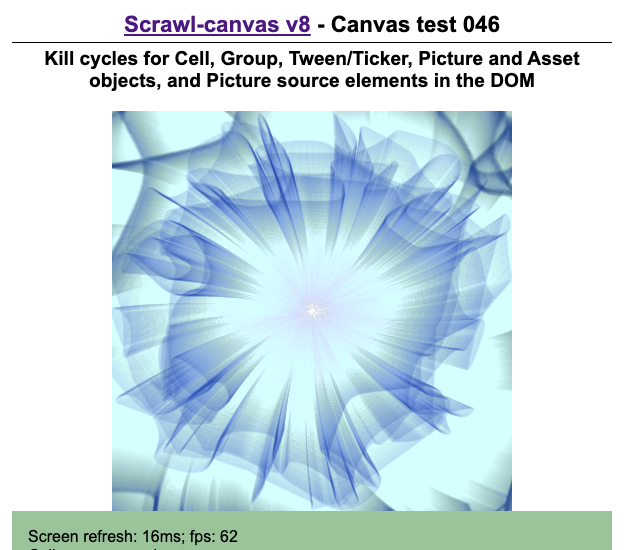 Scrawl-canvas v8 - Canvas test 046
Kill cycles for Cell, Group, Tween/Ticker, Picture and Asset
objects, and Picture source elements in the DOM
Screen refresh: 16ms; fps: 62